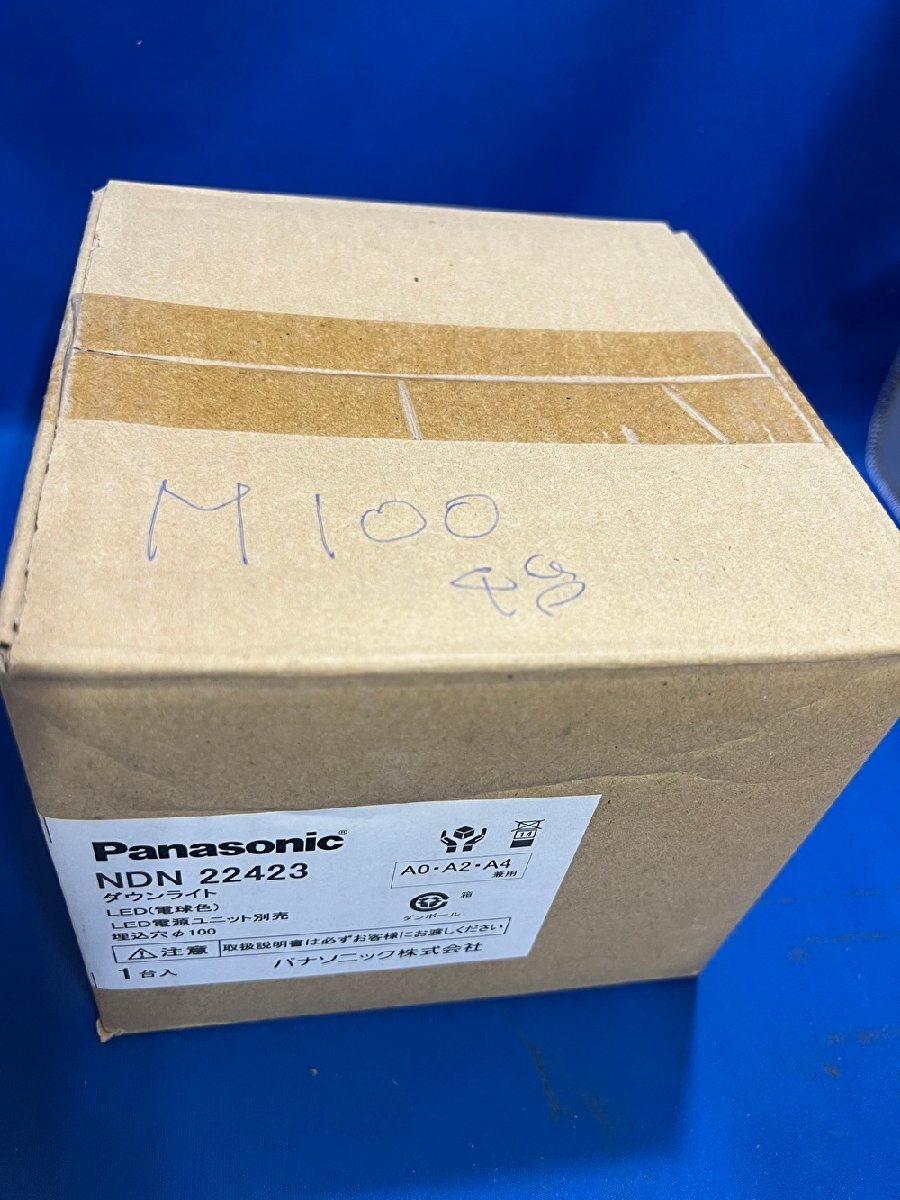 M100
Panasonic®
NDN 22423
ダウンライト
LED(電球色)
LED電源ユニット別売
埋込穴φ100
⚠注意 取扱説明書は必ずお客様にお渡しください
1台入 パナソニック株式会社
14
A0・A2・A4
兼用
箱
ダンボール